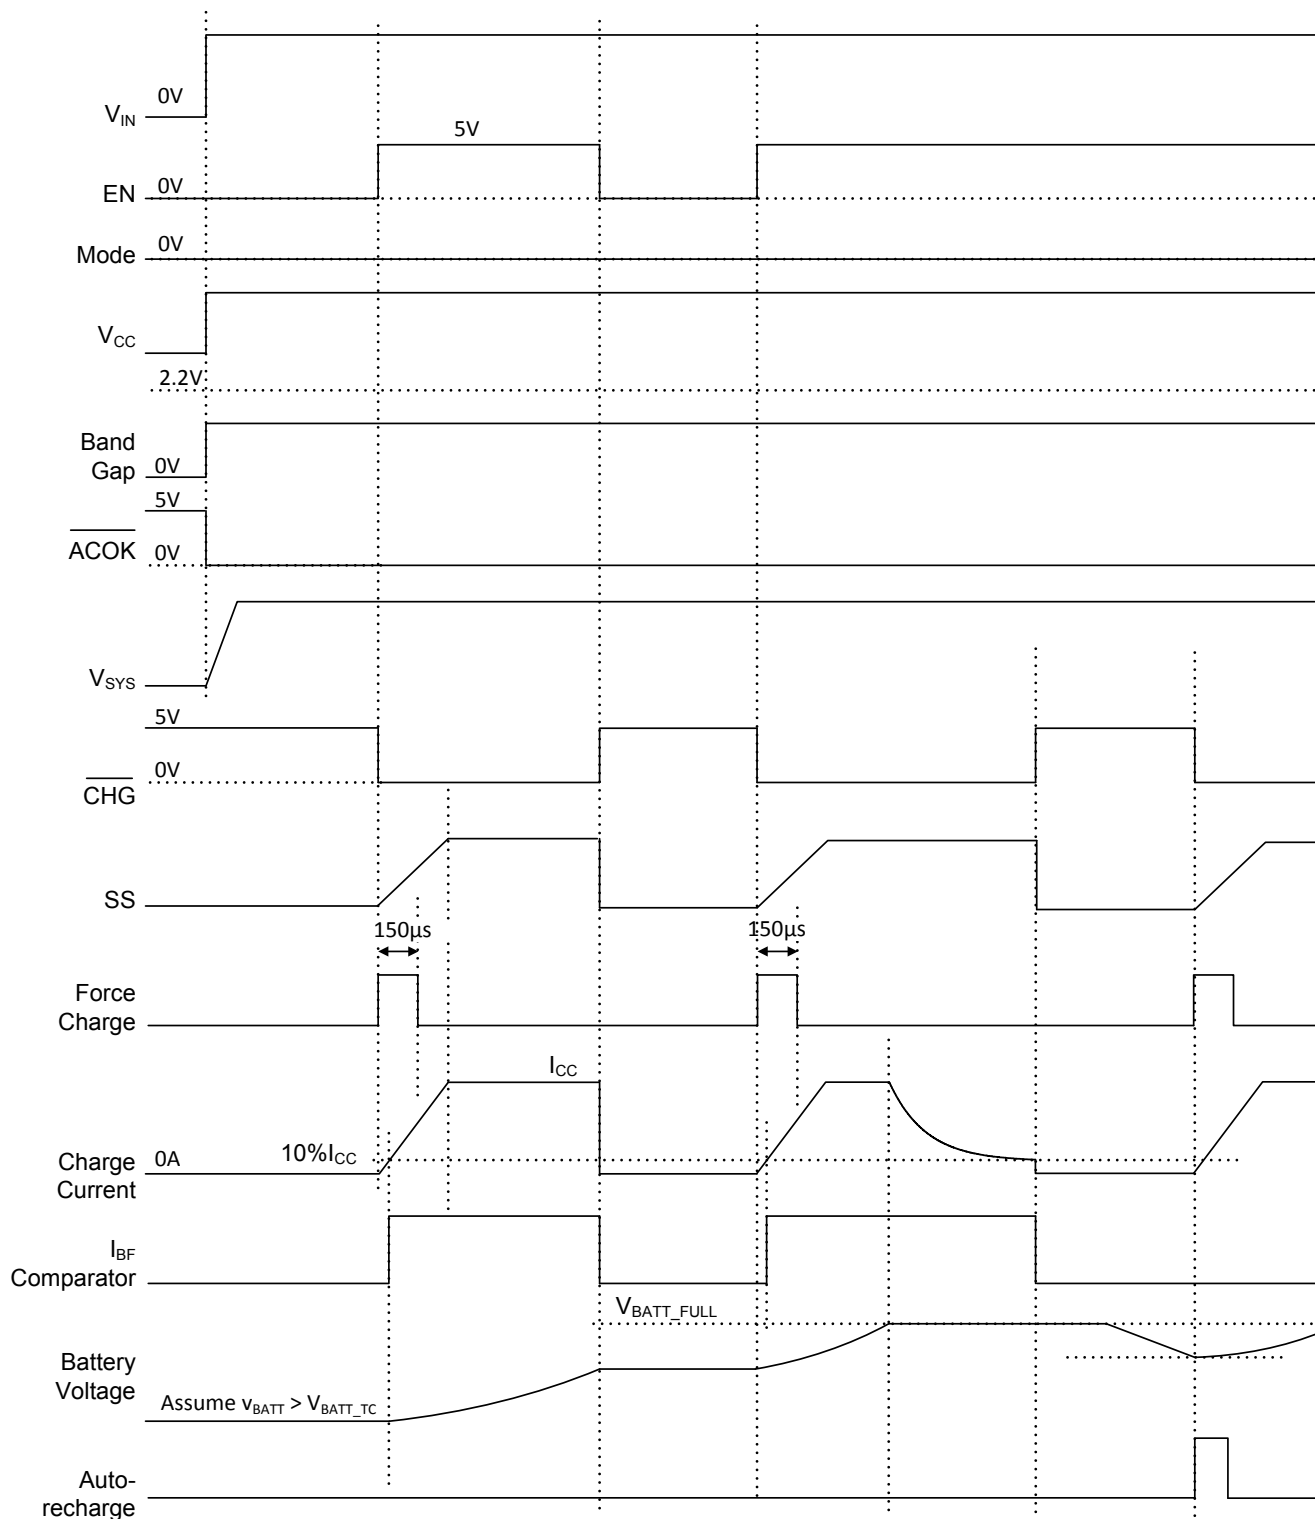 0V
V_IN
5V
EN 0V
Mode 0V
V_CC
2.2V
Band
Gap 0V
5V
ACOK 0V
V_SYS
5V
0V
CHG
SS
150µs 150µs
Force
Charge
I_CC
Charge 0A 10%I_CC
Current
I_BF
Comparator
V_BATT_FULL
Battery
Voltage
Assume v_BATT > V_BATT_TC
Auto-
recharge